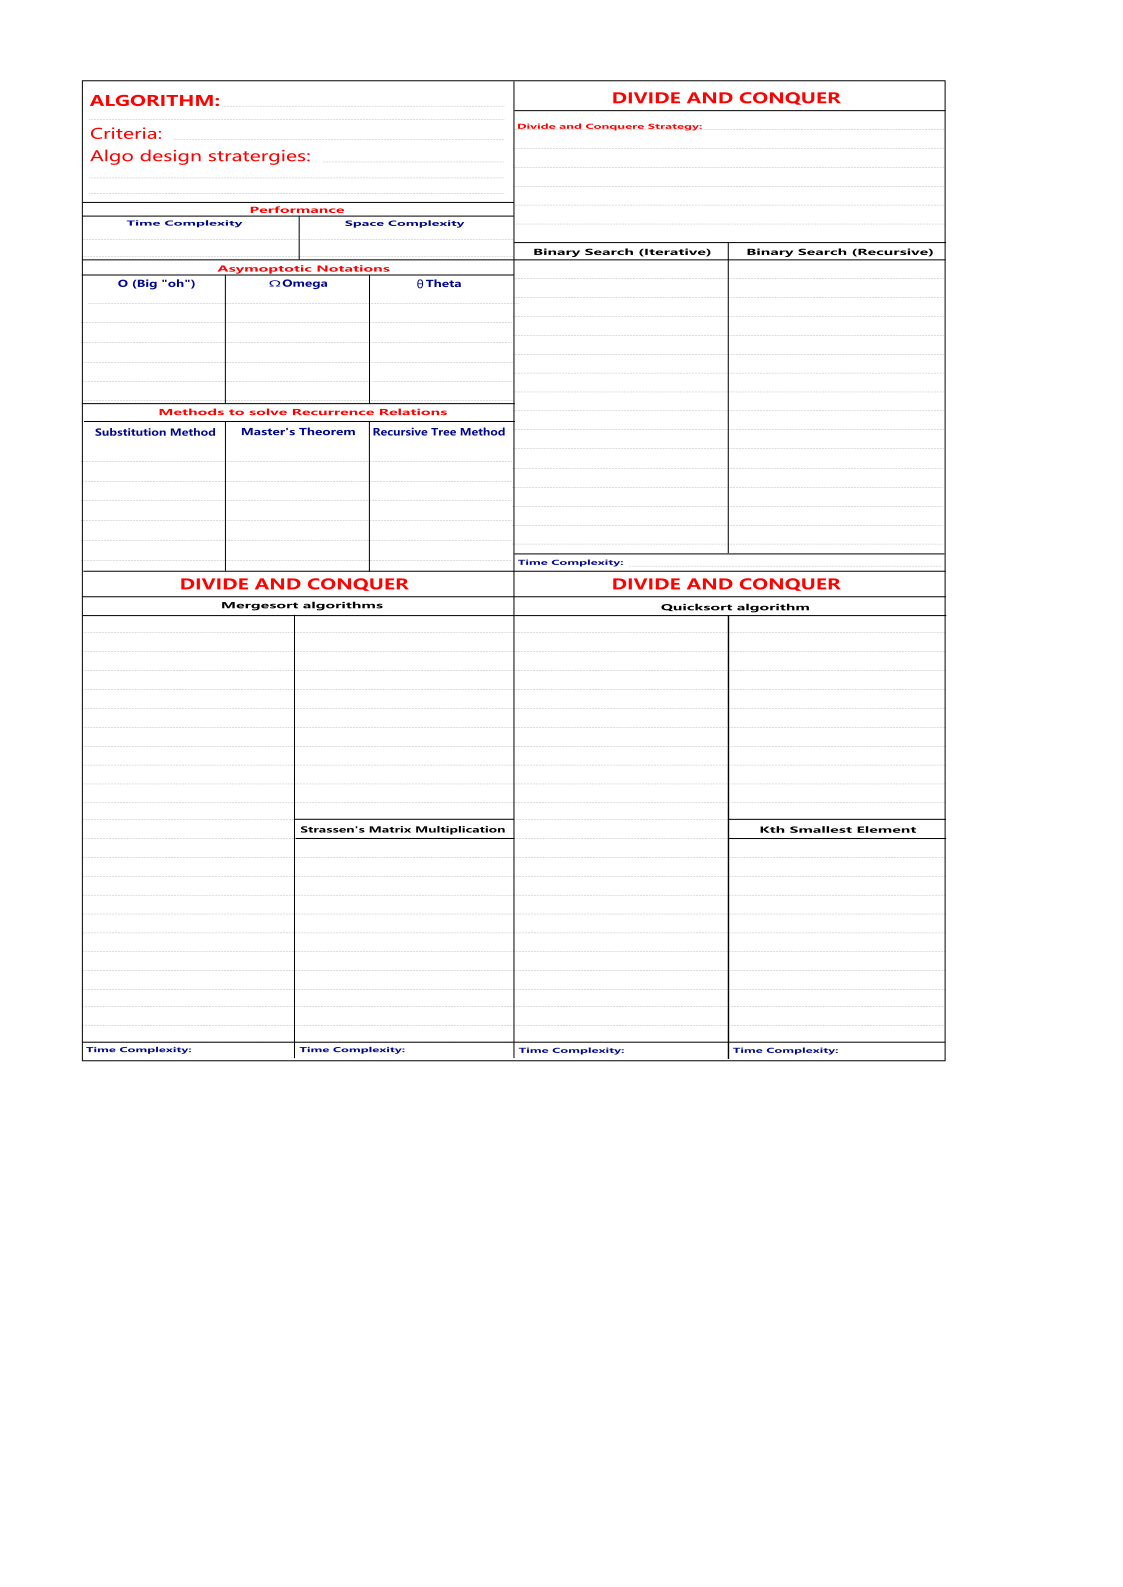 ALGORITHM:
Criteria:
Algo design stratergies:
Performance
Time Complexity
Space Complexity
Asymoptotic Notations
O (Big "oh")
Ω Omega
θ Theta
Methods to solve Recurrence Relations
Substitution Method
Master's Theorem
Recursive Tree Method
DIVIDE AND CONQUER
Divide and Conquere Strategy:
Binary Search (Iterative)
Binary Search (Recursive)
Time Complexity:
DIVIDE AND CONQUER
Mergesort algorithms
Strassen's Matrix Multiplication
Time Complexity:
Time Complexity:
DIVIDE AND CONQUER
Quicksort algorithm
Kth Smallest Element
Time Complexity:
Time Complexity: